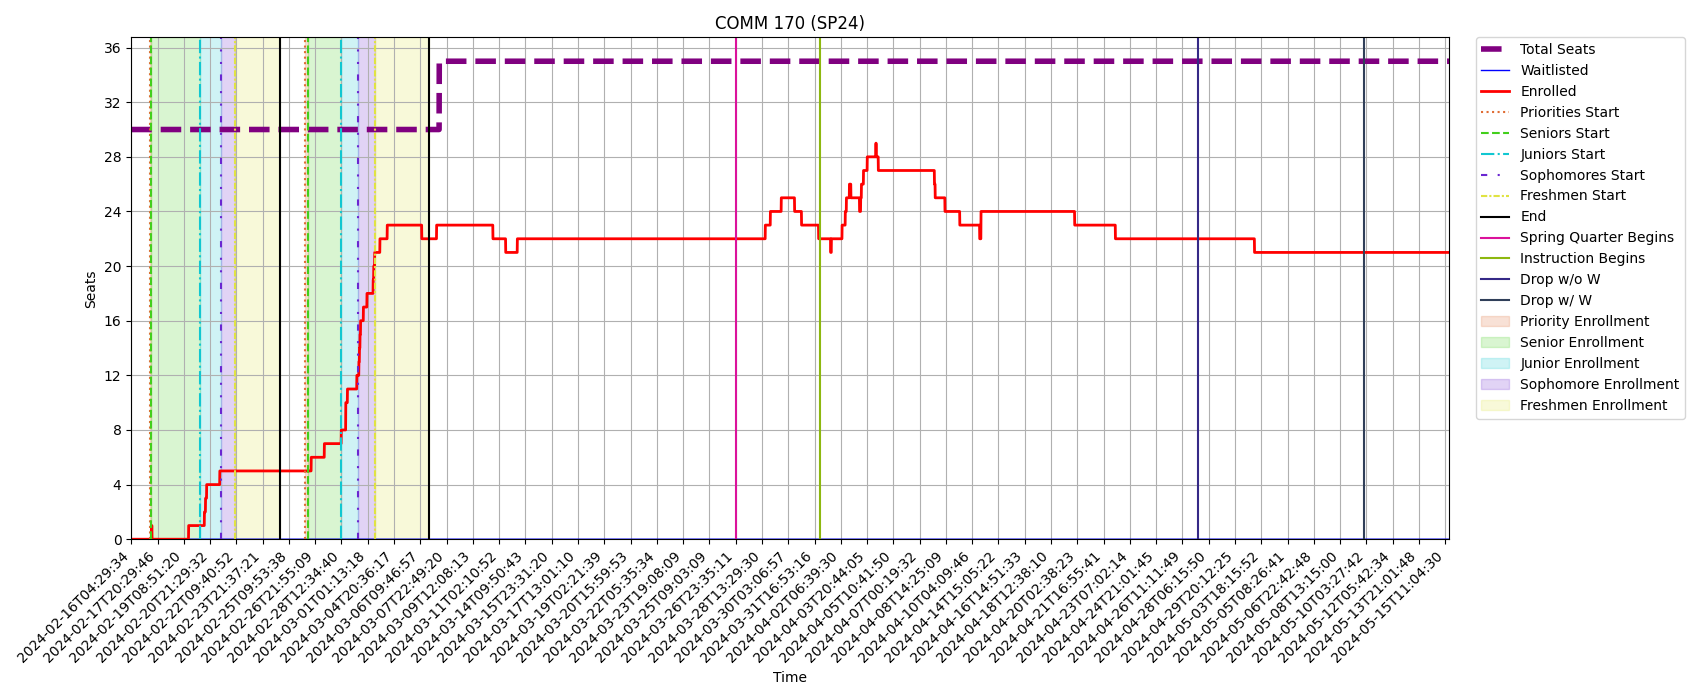 COMM 170 (SP24)
Seats
36
32
28
24
20
16
12
8
4
0
2024-02-16T04:29:34
2024-02-17T20:29:46
2024-02-19T08:51:20
2024-02-20T21:29:32
2024-02-22T09:40:52
2024-02-23T21:37:21
2024-02-25T09:53:38
2024-02-26T21:55:09
2024-02-28T12:34:40
2024-03-01T01:13:18
2024-03-04T20:36:17
2024-03-06T09:46:57
2024-03-07T22:49:20
2024-03-09T12:08:13
2024-03-11T02:10:52
2024-03-14T09:50:43
2024-03-15T23:31:20
2024-03-17T13:01:10
2024-03-19T02:21:39
2024-03-20T15:59:53
2024-03-22T05:35:34
2024-03-23T19:08:09
2024-03-25T09:03:09
2024-03-26T23:35:11
2024-03-28T13:29:30
2024-03-30T03:06:57
2024-03-31T16:53:16
2024-04-02T06:39:30
2024-04-03T20:44:05
2024-04-05T10:41:50
2024-04-07T00:19:32
2024-04-08T14:25:09
2024-04-10T04:09:46
2024-04-14T15:05:22
2024-04-16T14:51:33
2024-04-18T12:38:10
2024-04-20T02:38:23
2024-04-21T16:55:41
2024-04-23T07:02:14
2024-04-24T21:01:45
2024-04-26T11:11:49
2024-04-28T06:15:50
2024-04-29T20:12:25
2024-05-03T18:15:52
2024-05-05T08:26:41
2024-05-06T22:42:48
2024-05-08T13:15:00
2024-05-10T03:27:42
2024-05-12T05:42:34
2024-05-13T21:01:48
2024-05-15T11:04:30
Time
Total Seats
Waitlisted
Enrolled
Priorities Start
Seniors Start
Juniors Start
Sophomores Start
Freshmen Start
End
Spring Quarter Begins
Instruction Begins
Drop w/o W
Drop w/ W
Priority Enrollment
Senior Enrollment
Junior Enrollment
Sophomore Enrollment
Freshmen Enrollment